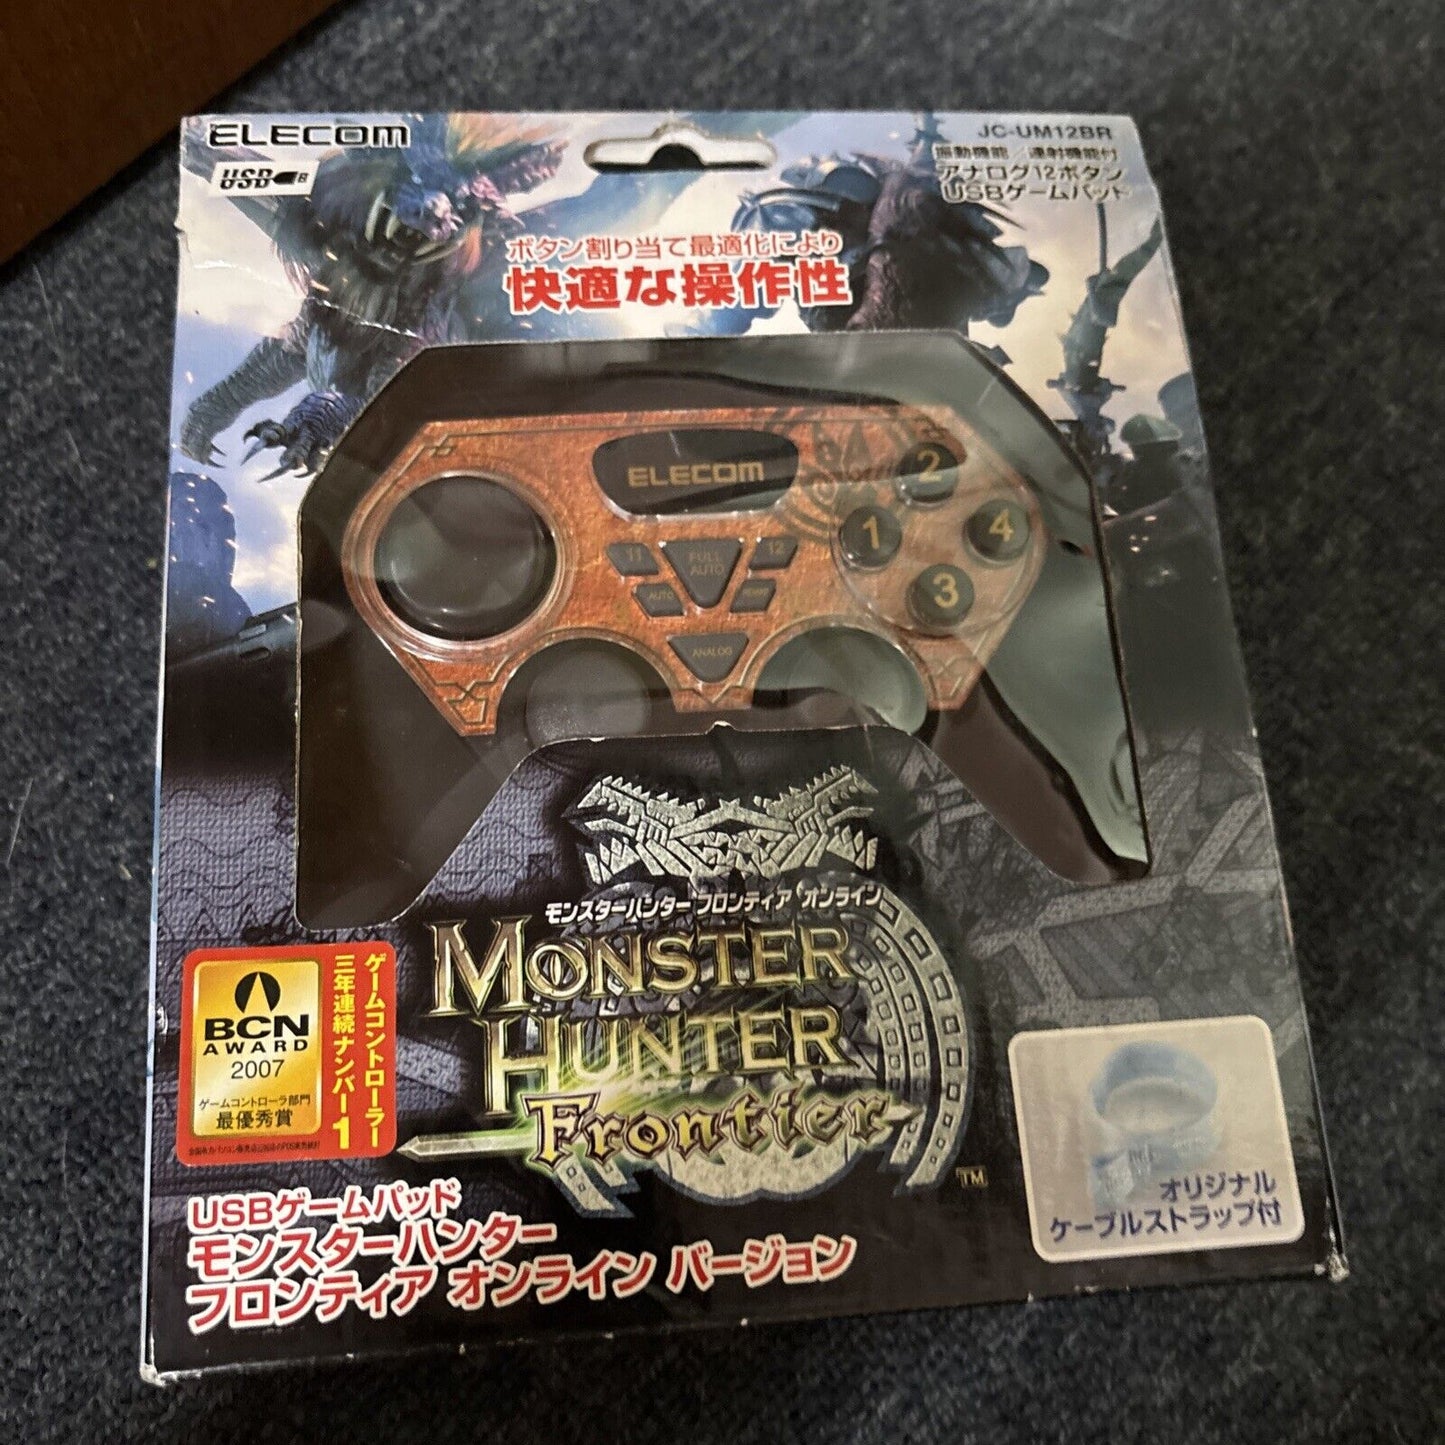 ELECOM
USB
JC-UM12BR
振動機能/連射機能付
アナログ12ボタン
USBゲームパッド
ボタン割り当て最適化により
快適な操作性
ELECOM
11
FULL
AUTO
12
AUTO
ANALOG
2
1
4
3
モンスターハンター フロンティア オンライン
MONSTER
HUNTER
Frontier
TM
BCN
AWARD
2007
ゲームコントローラ部門
最優秀賞
ゲームコントローラー
三年連続ナンバー1
USBゲームパッド
モンスターハンター
フロンティア オンライン バージョン
オリジナル
ケーブルストラップ付